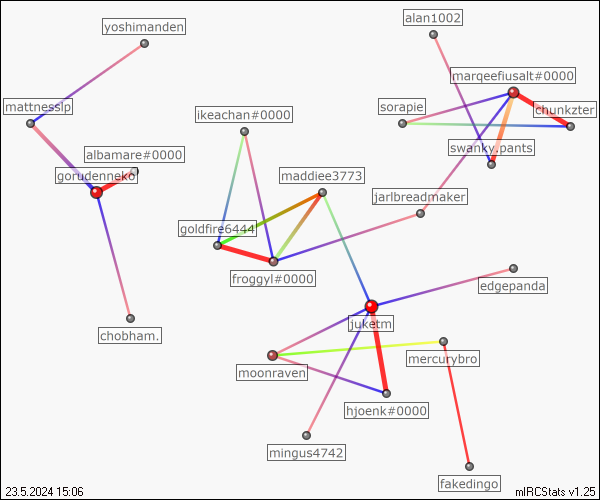 alan1002
yoshimanden
marqeefiusalt#0000
mattnesslp
sorapie
chunkzter
ikeachan#0000
swanky.pants
albamare#0000
gorudenneko
maddiee3773
jarlbreadmaker
goldfire6444
froggyl#0000
edgepanda
juketm
chobham.
mercurybro
moonraven
hjoenk#0000
mingus4742
fakedingo
23.5.2024 15:06
mIRCStats v1.25